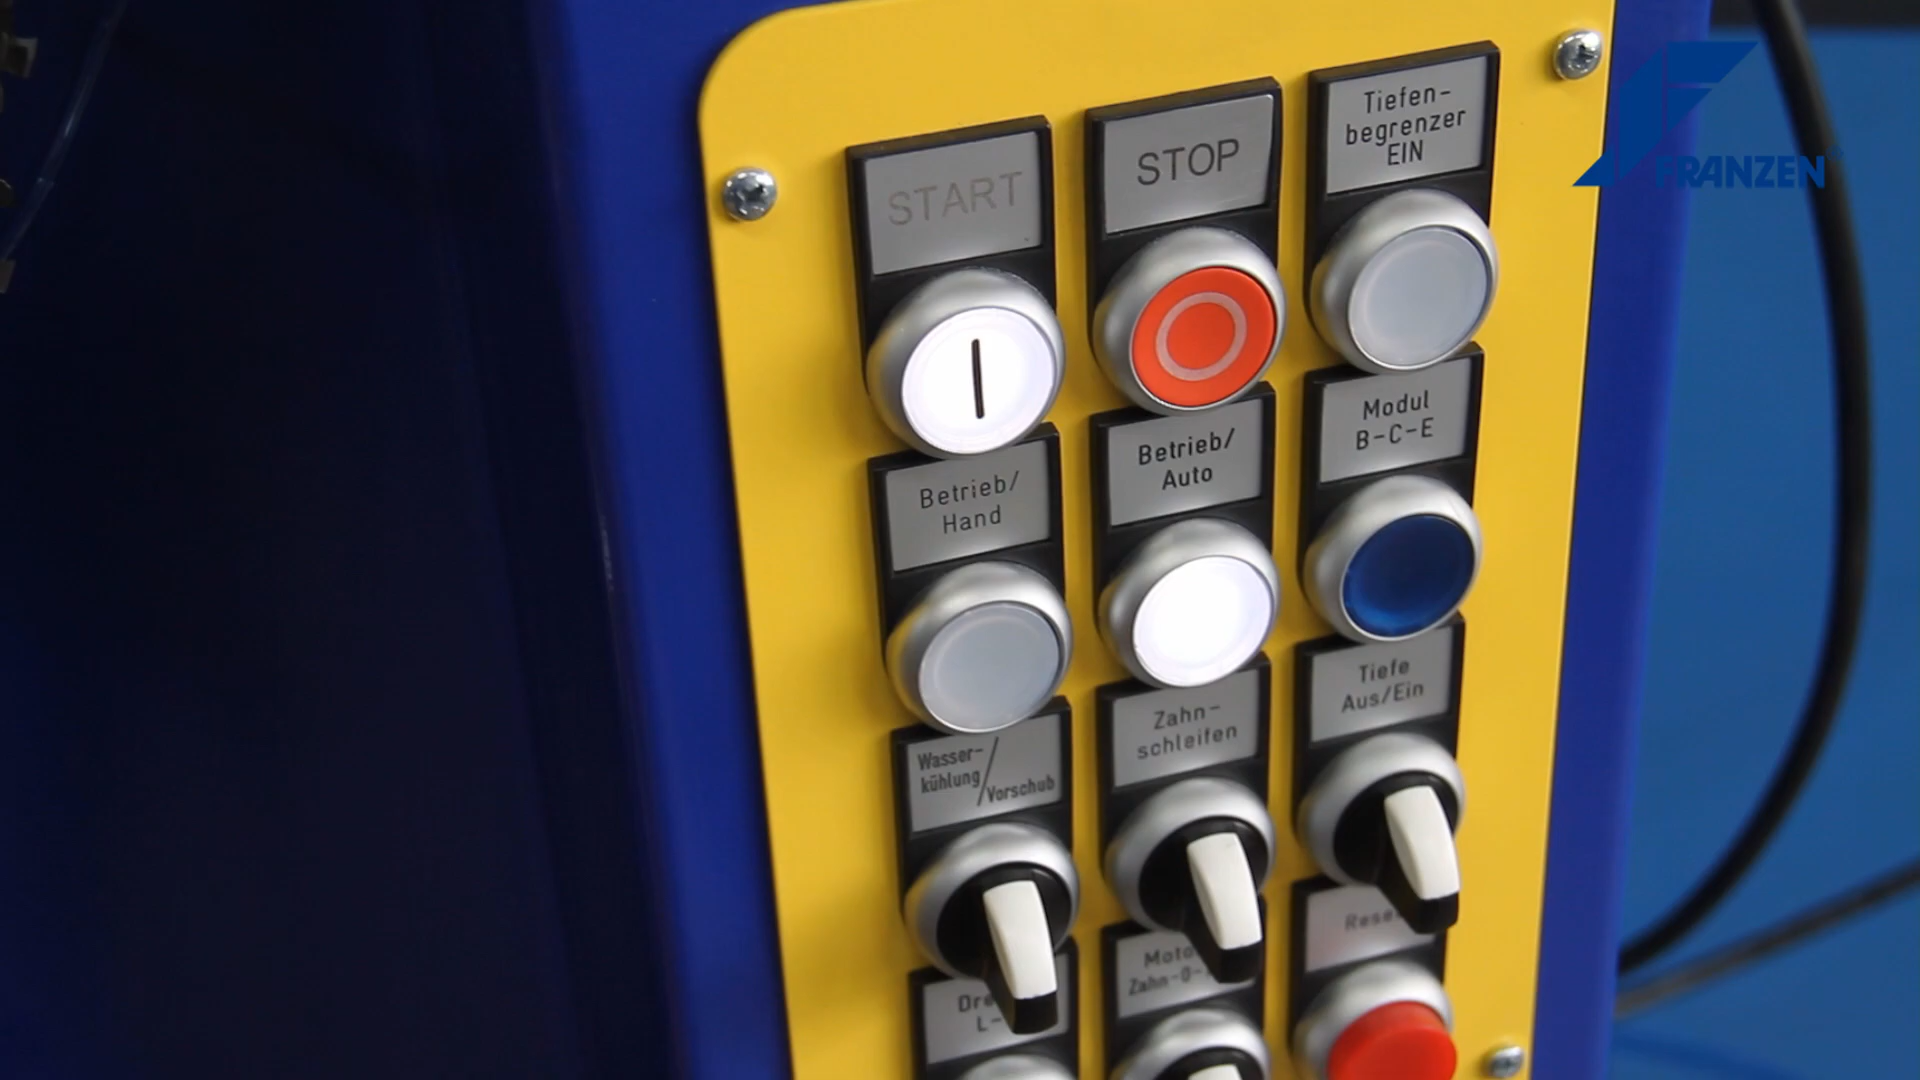 START
STOP
Tiefen-
begrenzer
EIN
FRANZEN
Betrieb/
Hand
Betrieb/
Auto
Modul
B-C-E
Wasser-
kühlung/Vorschub
Zahn-
schleifen
Tiefe
Aus/Ein